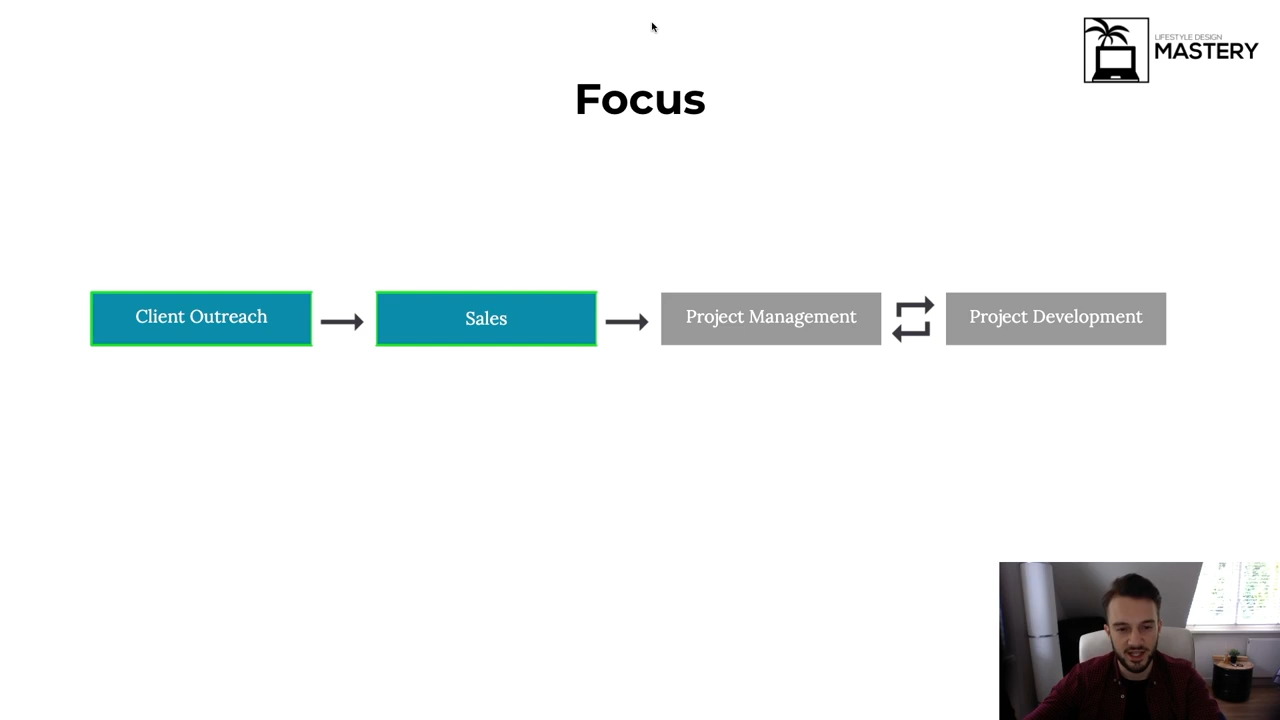 LIFESTYLE DESIGN
MASTERY
Focus
Client Outreach
Sales
Project Management
Project Development